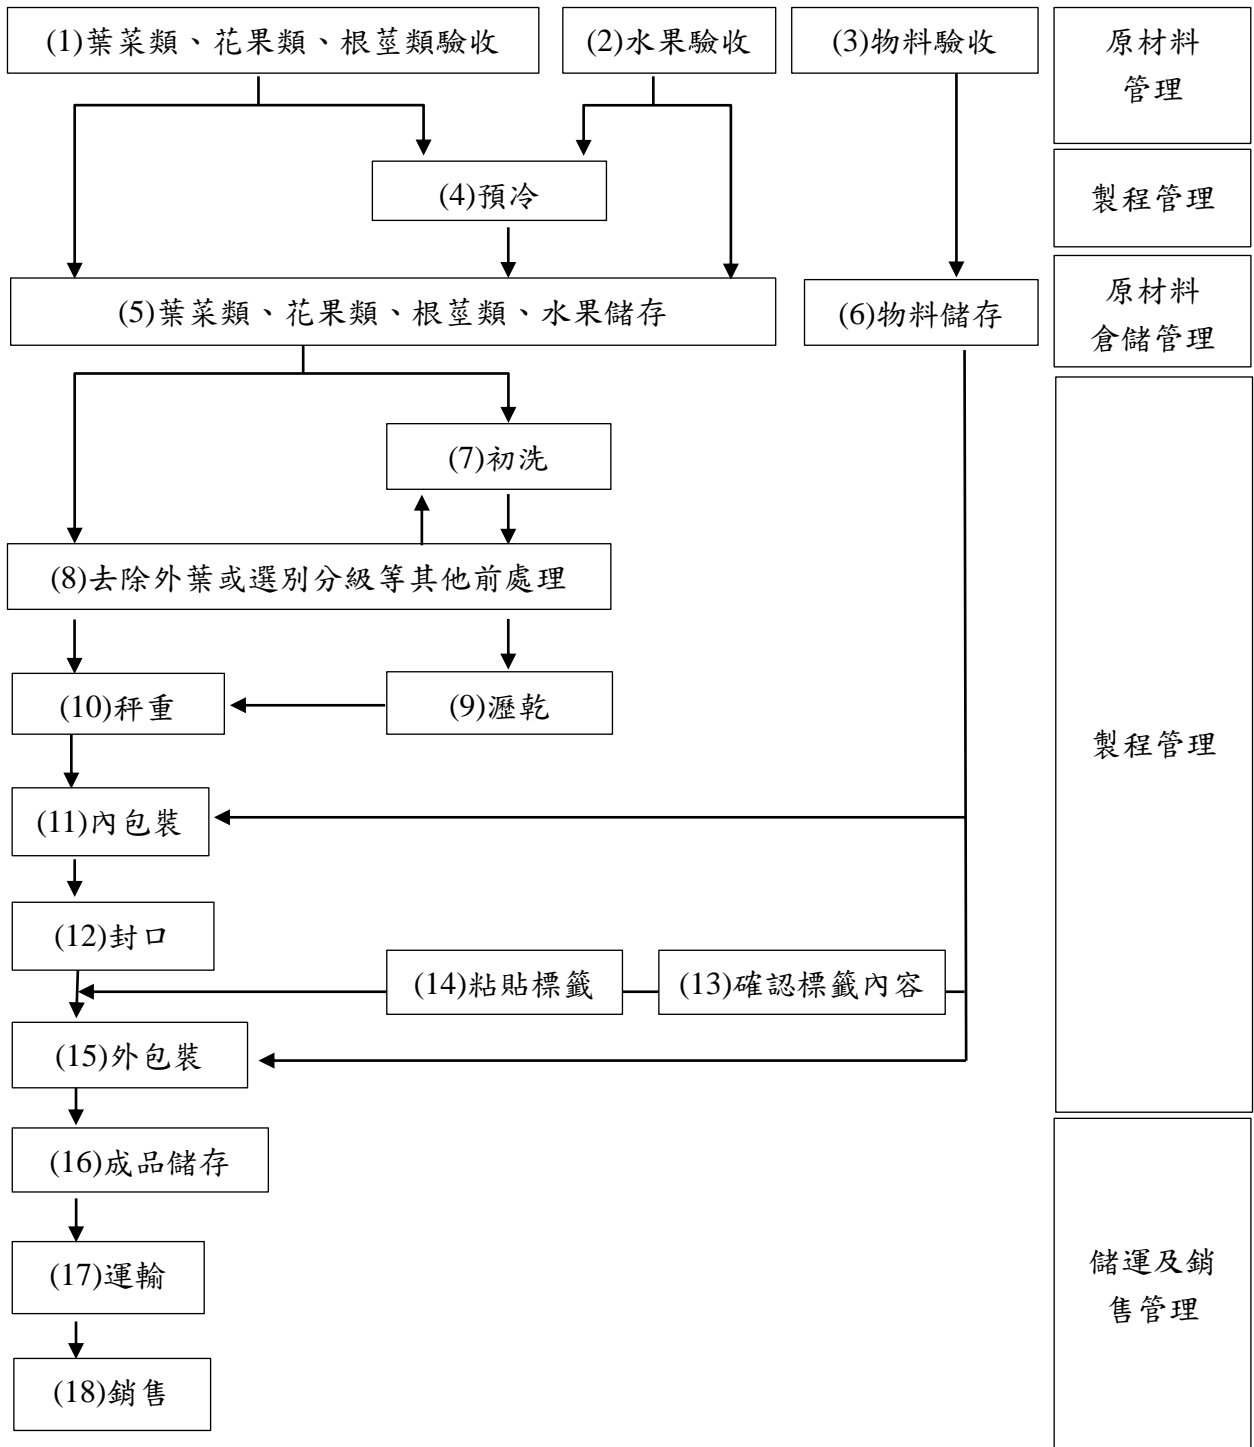 (1)葉菜類、花果類、根莖類驗收
(2)水果驗收
(3)物料驗收
原材料
管理
(4)預冷
製程管理
(5)葉菜類、花果類、根莖類、水果儲存
(6)物料儲存
原材料
倉儲管理
(7)初洗
(8)去除外葉或選別分級等其他前處理
(10)秤重
(9)瀝乾
製程管理
(11)內包裝
(12)封口
(14)粘貼標籤
(13)確認標籤內容
(15)外包裝
(16)成品儲存
(17)運輸
儲運及銷
售管理
(18)銷售